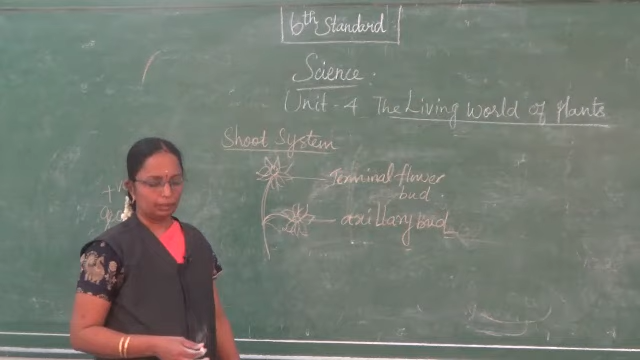 6th Standard
Science.
Unit - 4 The Living World of Plants
Shoot System
Terminal flower
bud.
axillary bud